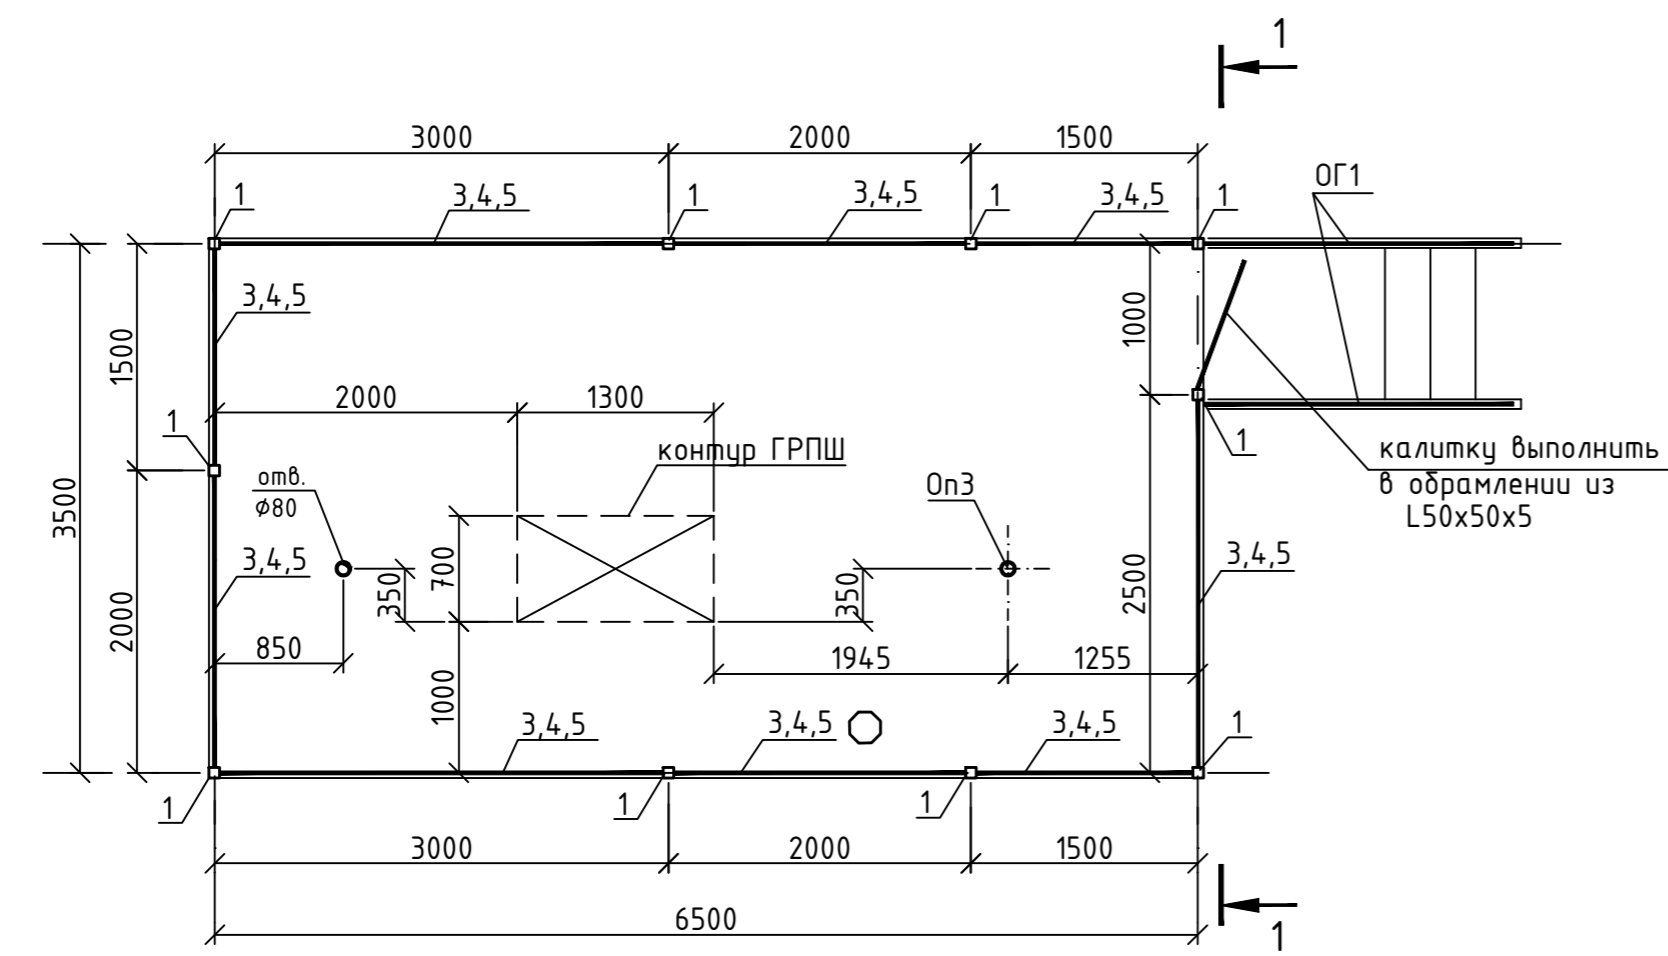 1
3000 2000 1500
ОГ1
1 3,4,5 1 3,4,5 1 3,4,5 1
3,4,5
1500
1000
2000 1300
1
контур ГРПШ
1
калитку выполнить
в обрамлении из
L50х50х5
отв.
Ф80
Оп3
3500
3,4,5
350
700
350
2500
3,4,5
2000
850
1945 1255
1000
3,4,5 3,4,5 3,4,5 1
1 1 1
3000 2000 1500
6500
1